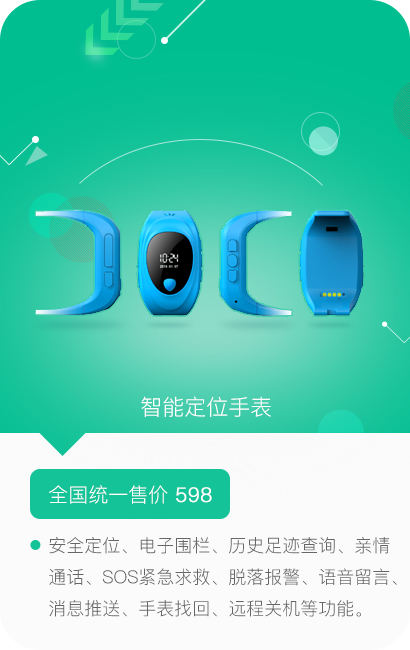 10:24
智能定位手表
全国统一售价 598
安全定位、电子围栏、历史足迹查询、亲情
通话、SOS紧急求救、脱落报警、语音留言、
消息推送、手表找回、远程关机等功能。